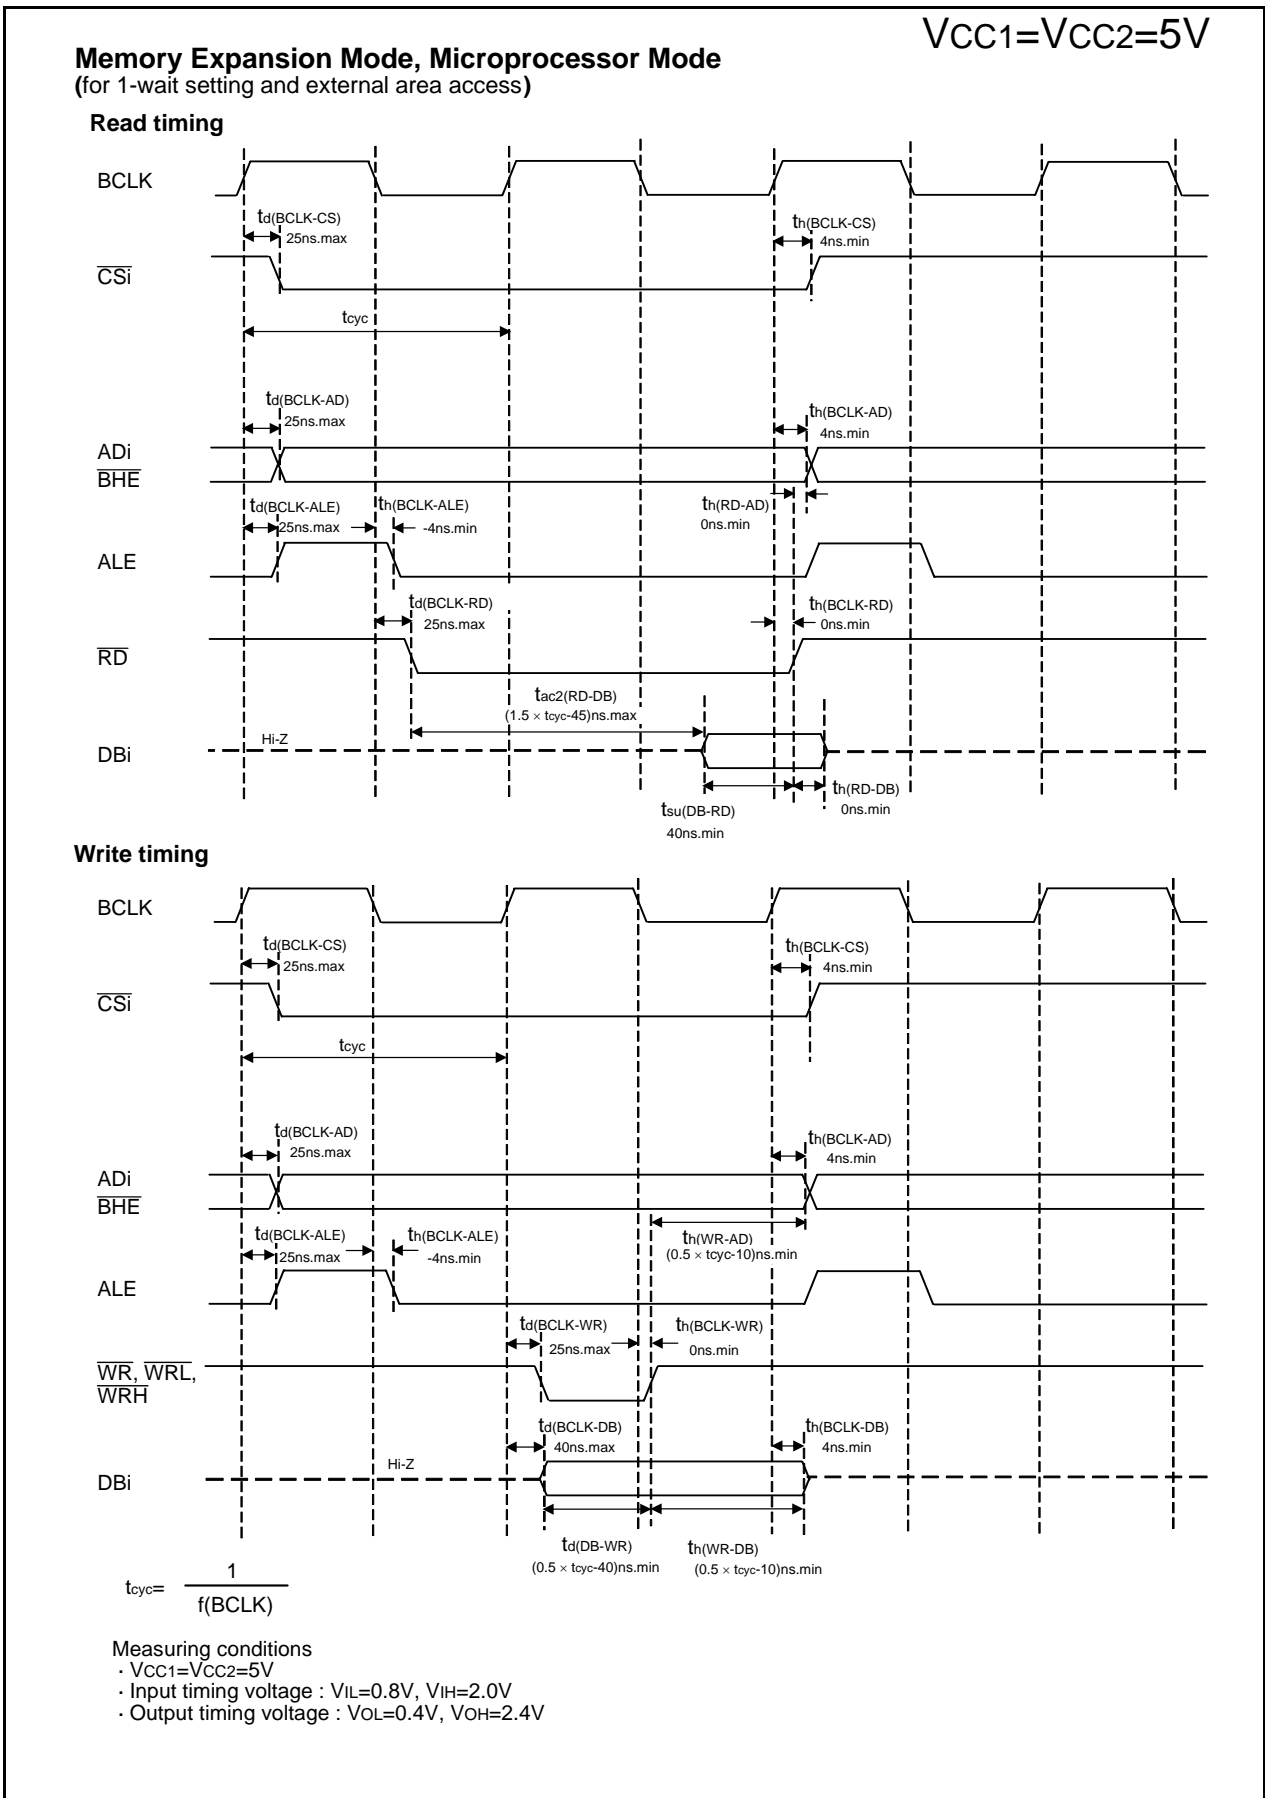 VCC1=VCC2=5V
Memory Expansion Mode, Microprocessor Mode
(for 1-wait setting and external area access)
Read timing
BCLK
td(BCLK-CS)
25ns.max
th(BCLK-CS)
4ns.min
CSi
tcyc
td(BCLK-AD)
25ns.max
th(BCLK-AD)
4ns.min
ADi
BHE
td(BCLK-ALE)
25ns.max
th(BCLK-ALE)
-4ns.min
th(RD-AD)
0ns.min
ALE
td(BCLK-RD)
25ns.max
th(BCLK-RD)
0ns.min
RD
tac2(RD-DB)
(1.5 × tcyc-45)ns.max
Hi-Z
DBi
tsu(DB-RD)
40ns.min
th(RD-DB)
0ns.min
Write timing
BCLK
td(BCLK-CS)
25ns.max
th(BCLK-CS)
4ns.min
CSi
tcyc
td(BCLK-AD)
25ns.max
th(BCLK-AD)
4ns.min
ADi
BHE
td(BCLK-ALE)
25ns.max
th(BCLK-ALE)
-4ns.min
th(WR-AD)
(0.5 × tcyc-10)ns.min
ALE
td(BCLK-WR)
25ns.max
th(BCLK-WR)
0ns.min
WR, WRL,
WRH
td(BCLK-DB)
40ns.max
th(BCLK-DB)
4ns.min
Hi-Z
DBi
td(DB-WR)
(0.5 × tcyc-40)ns.min
th(WR-DB)
(0.5 × tcyc-10)ns.min
tcyc= 1
f(BCLK)
Measuring conditions
· VCC1=VCC2=5V
· Input timing voltage : VIL=0.8V, VIH=2.0V
· Output timing voltage : VOL=0.4V, VOH=2.4V